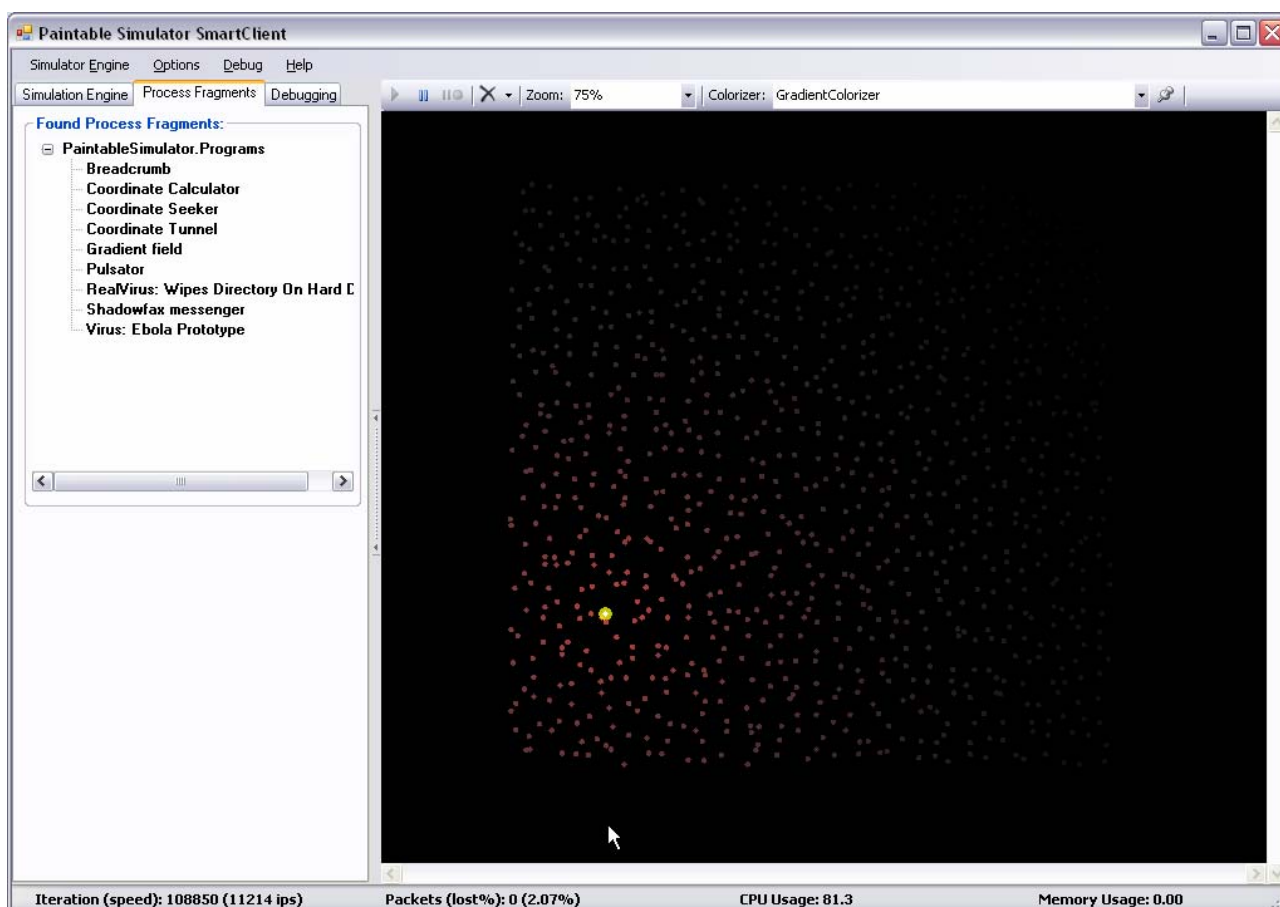 Paintable Simulator SmartClient
Simulator Engine Options Debug Help
Simulation Engine Process Fragments Debugging
Zoom: 75% Colorizer: GradientColorizer
Found Process Fragments:
PaintableSimulator.Programs
Breadcrumb
Coordinate Calculator
Coordinate Seeker
Coordinate Tunnel
Gradient field
Pulsator
RealVirus: Wipes Directory On Hard
Shadowfax messenger
Virus: Ebola Prototype
Iteration (speed): 108850 (11214 ips) Packets (lost%): 0 (2.07%) CPU Usage: 81.3 Memory Usage: 0.00